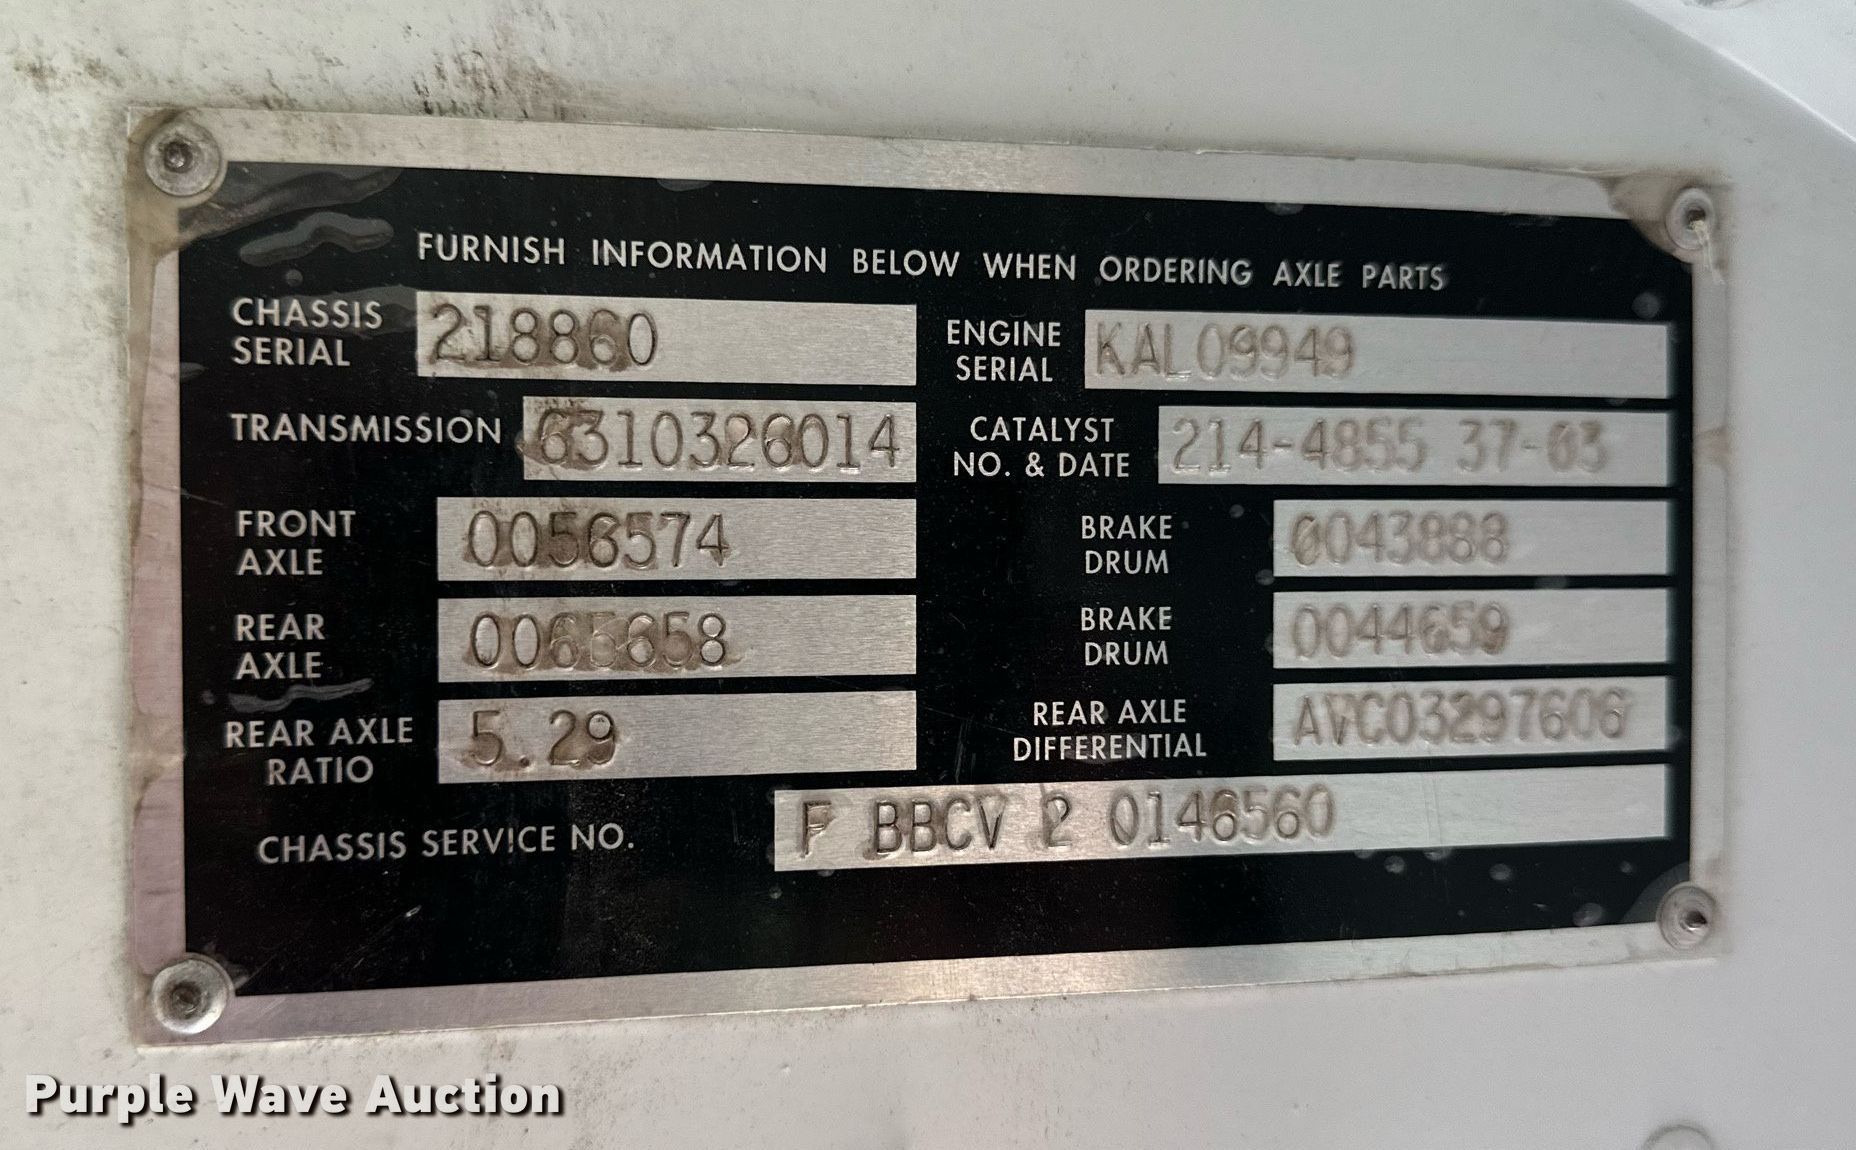 FURNISH INFORMATION BELOW WHEN ORDERING AXLE PARTS
CHASSIS SERIAL 218860
ENGINE SERIAL KAL09949
TRANSMISSION 6310326014
CATALYST NO. & DATE 214-4855 37-03
FRONT AXLE 0056574
BRAKE DRUM 0043888
REAR AXLE
BRAKE DRUM 0044659
REAR AXLE RATIO 5.29
REAR AXLE DIFFERENTIAL AVC03297606
CHASSIS SERVICE NO. F BBCV 2 0146560
Purple Wave Auction